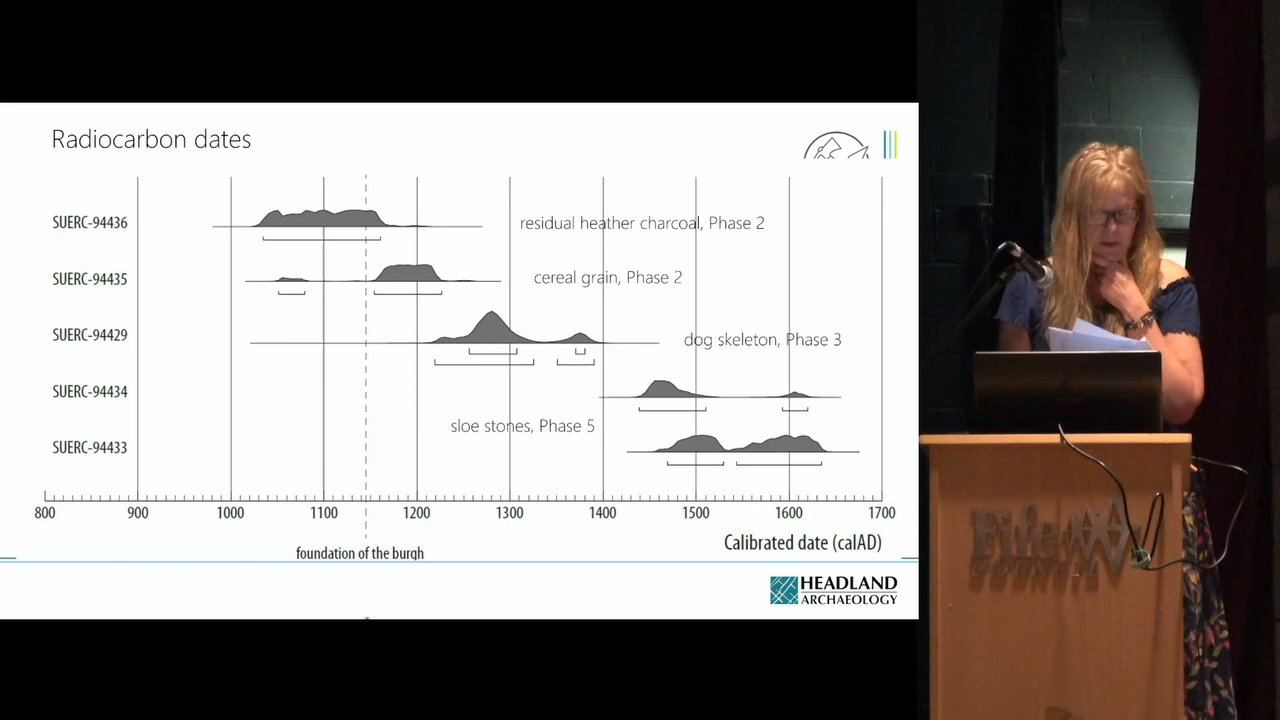 Radiocarbon dates
SUERC-94436
residual heather charcoal, Phase 2
SUERC-94435
cereal grain, Phase 2
SUERC-94429
dog skeleton, Phase 3
SUERC-94434
sloe stones, Phase 5
SUERC-94433
800 900 1000 1100 1200 1300 1400 1500 1600 1700
Calibrated date (calAD)
foundation of the burgh
HEADLAND
ARCHAEOLOGY
Fife
COUNCIL